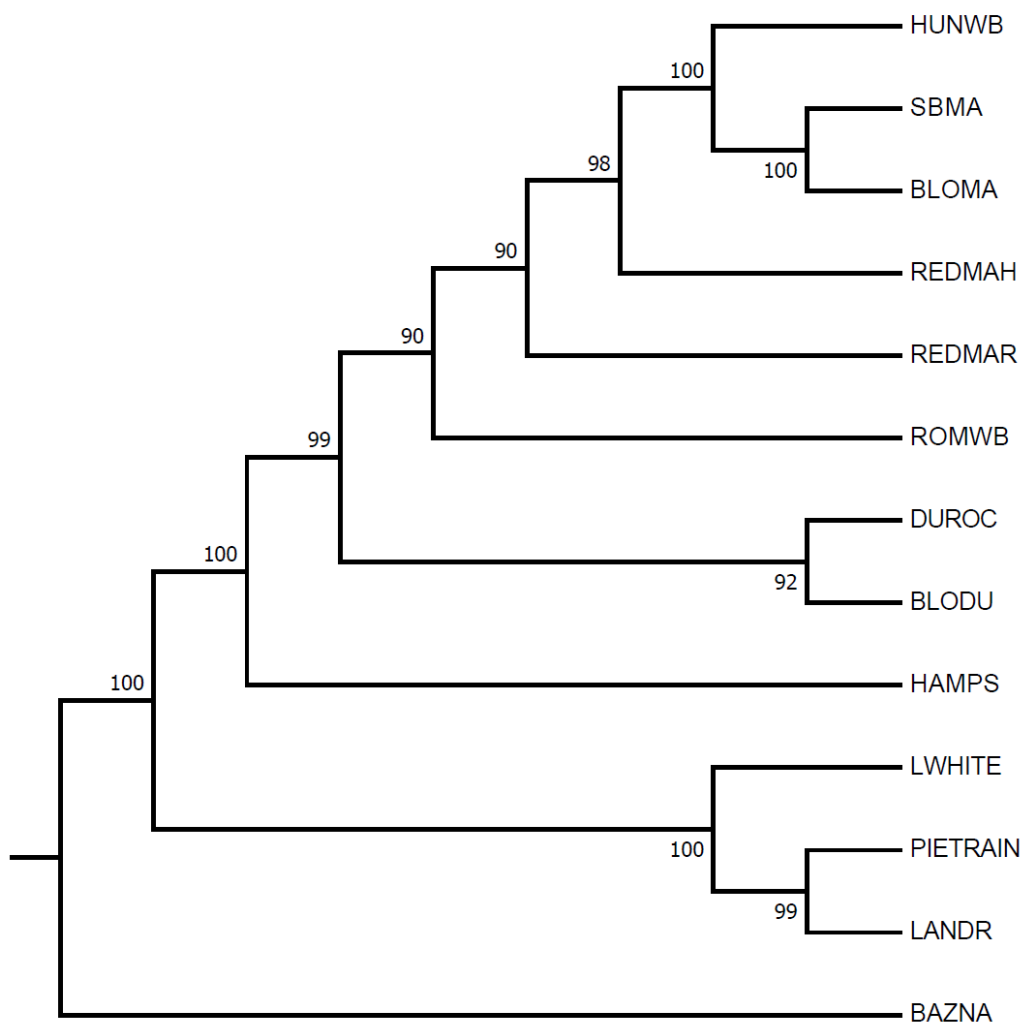 HUNWB
100
SBMA
98
100
BLOMA
90
REDMAH
90
REDMAR
99
ROMWB
DUROC
100
92
BLODU
100
HAMPS
LWHITE
100
PIETRAIN
99
LANDR
BAZNA